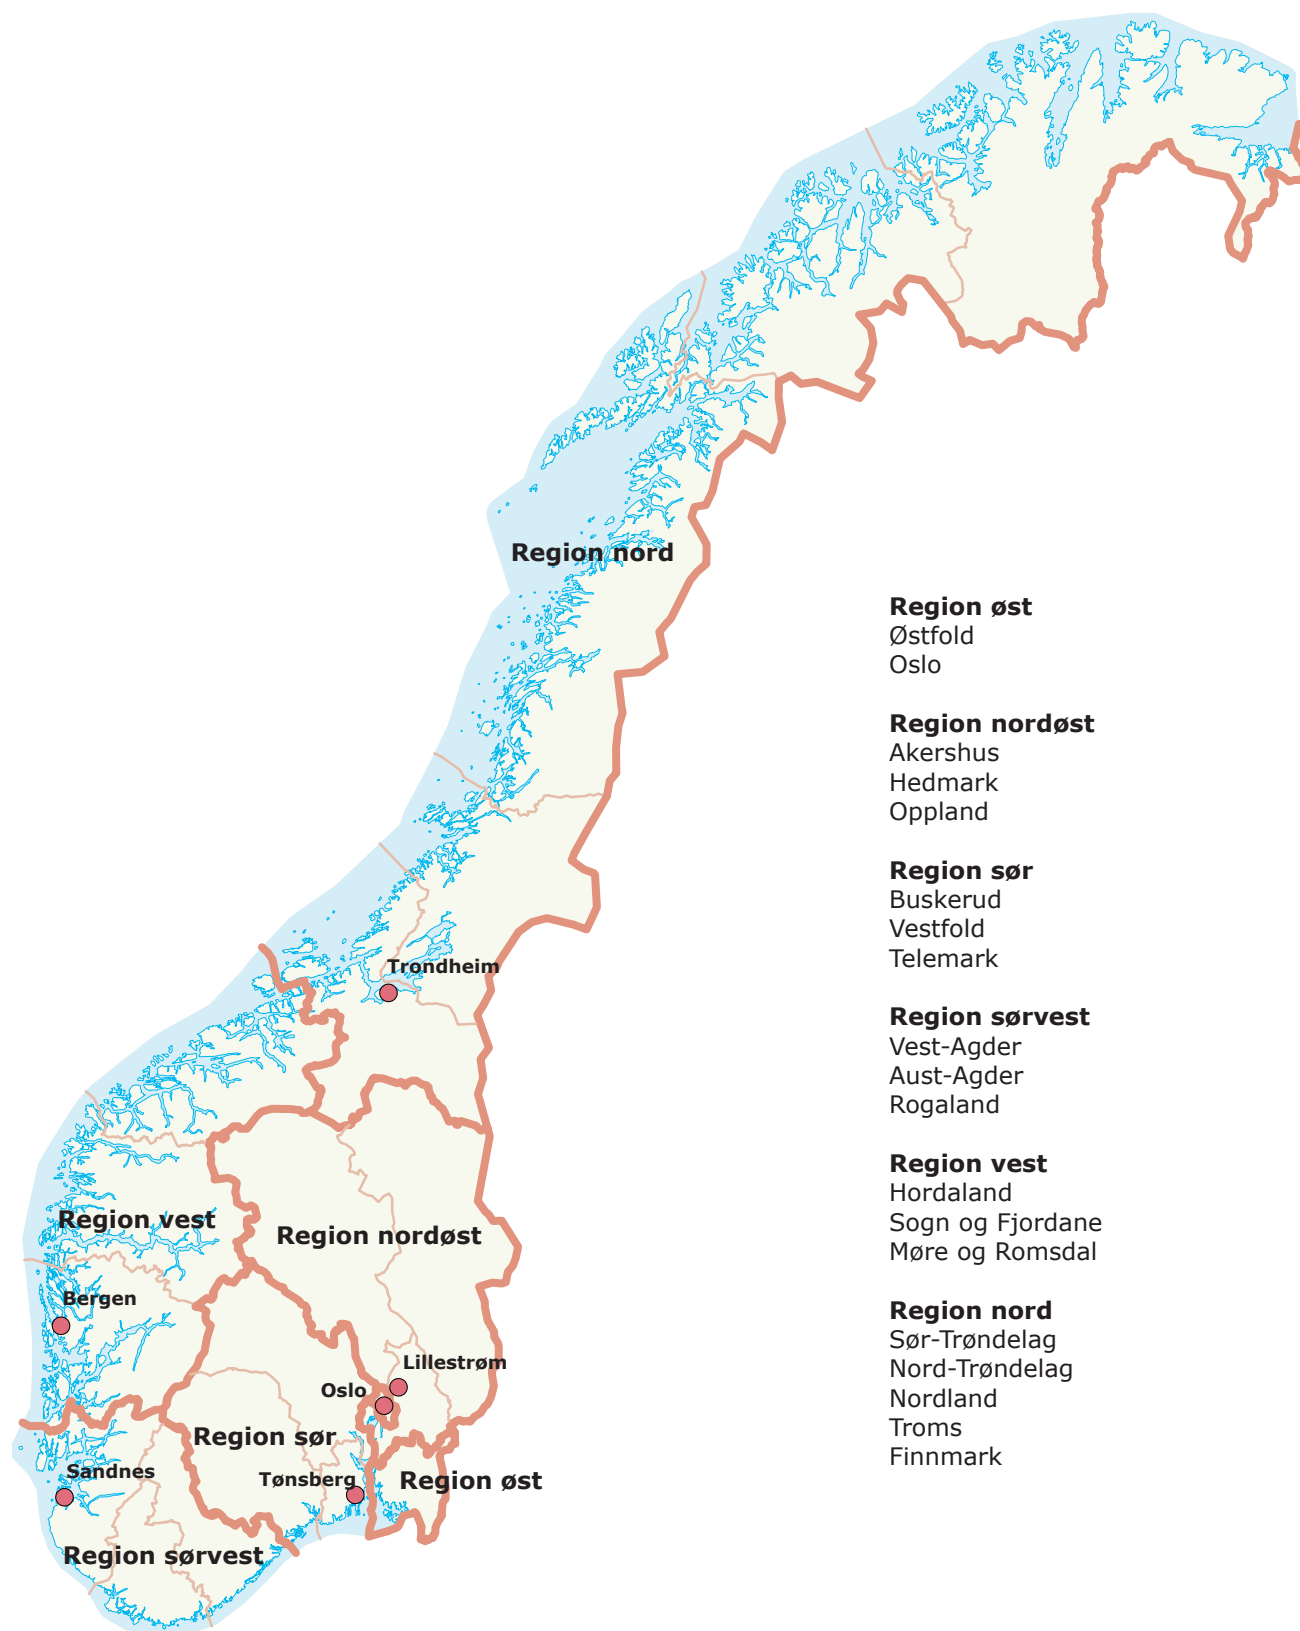 Region nord
Trondheim
Region vest
Region nordøst
Bergen
Lillestrøm
Oslo
Region sør
Sandnes
Tønsberg
Region øst
Region sørvest
Region øst
Østfold
Oslo
Region nordøst
Akershus
Hedmark
Oppland
Region sør
Buskerud
Vestfold
Telemark
Region sørvest
Vest-Agder
Aust-Agder
Rogaland
Region vest
Hordaland
Sogn og Fjordane
Møre og Romsdal
Region nord
Sør-Trøndelag
Nord-Trøndelag
Nordland
Troms
Finnmark